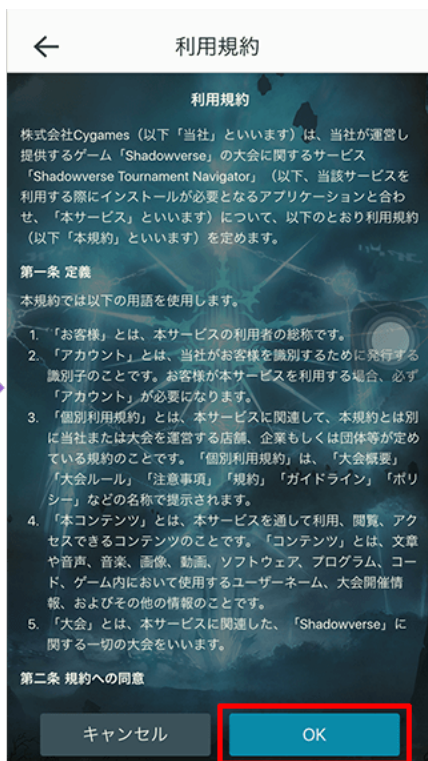 利用規約
利用規約
株式会社Cygames（以下「当社」といいます）は、当社が運営し
提供するゲーム「Shadowverse」の大会に関するサービス
「Shadowverse Tournament Navigator」（以下、当該サービスを
利用する際にインストールが必要となるアプリケーションと合わ
せ、「本サービス」といいます）について、以下のとおり利用規約
（以下「本規約」といいます）を定めます。
第一条 定義
本規約では以下の用語を使用します。
1. 「お客様」とは、本サービスの利用者の総称です。
2. 「アカウント」とは、当社がお客様を識別するために発行する
識別子のことです。お客様が本サービスを利用する場合、必ず
「アカウント」が必要になります。
3. 「個別利用規約」とは、本サービスに関連して、本規約とは別
に当社または大会を運営する店舗、企業もしくは団体等が定め
ている規約のことです。「個別利用規約」は、「大会概要」
「大会ルール」「注意事項」「規約」「ガイドライン」「ポリ
シー」などの名称で提示されます。
4. 「本コンテンツ」とは、本サービスを通して利用、閲覧、アク
セスできるコンテンツのことです。「コンテンツ」とは、文章
や音声、音楽、画像、動画、ソフトウェア、プログラム、コー
ド、ゲーム内において使用するユーザーネーム、大会開催情
報、およびその他の情報のことです。
5. 「大会」とは、本サービスに関連した、「Shadowverse」に
関する一切の大会をいいます。
第二条 規約への同意
キャンセル
OK